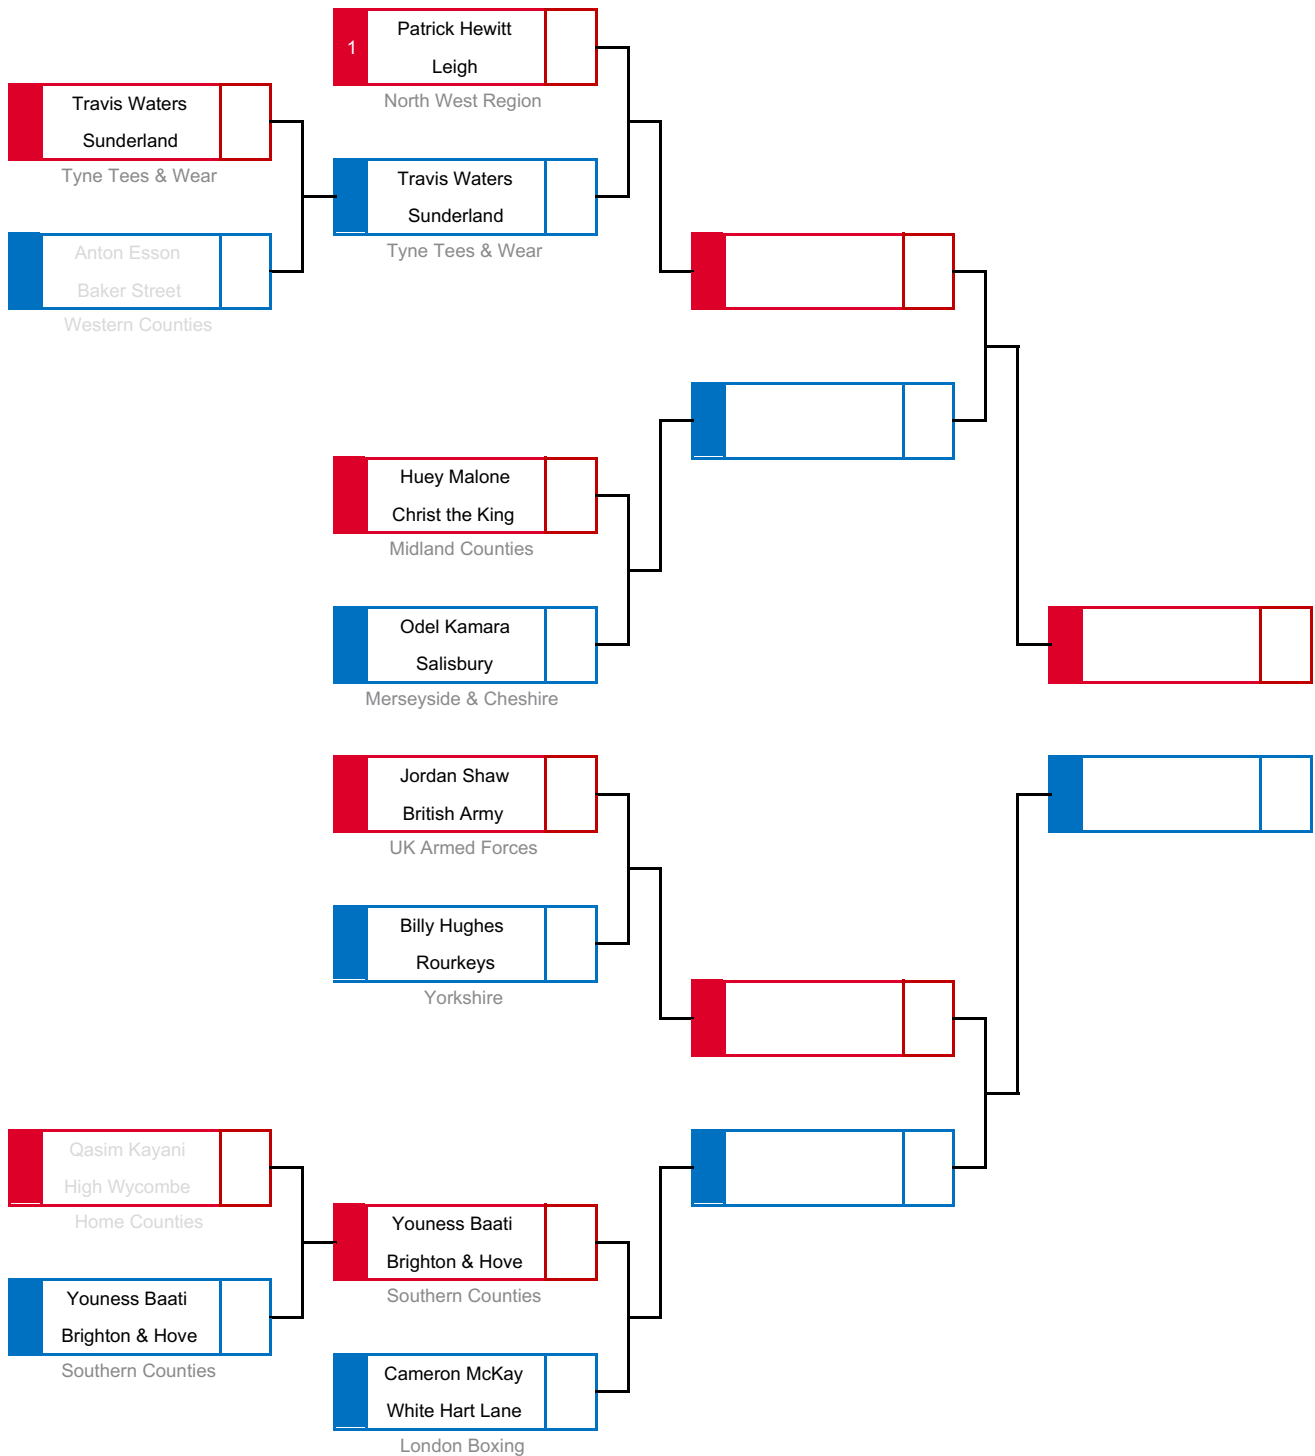 1
Patrick Hewitt
Leigh
North West Region
Travis Waters
Sunderland
Tyne Tees & Wear
Travis Waters
Sunderland
Tyne Tees & Wear
Anton Esson
Baker Street
Western Counties
Huey Malone
Christ the King
Midland Counties
Odel Kamara
Salisbury
Merseyside & Cheshire
Jordan Shaw
British Army
UK Armed Forces
Billy Hughes
Rourkeys
Yorkshire
Qasim Kayani
High Wycombe
Home Counties
Youness Baati
Brighton & Hove
Southern Counties
Youness Baati
Brighton & Hove
Southern Counties
Cameron McKay
White Hart Lane
London Boxing